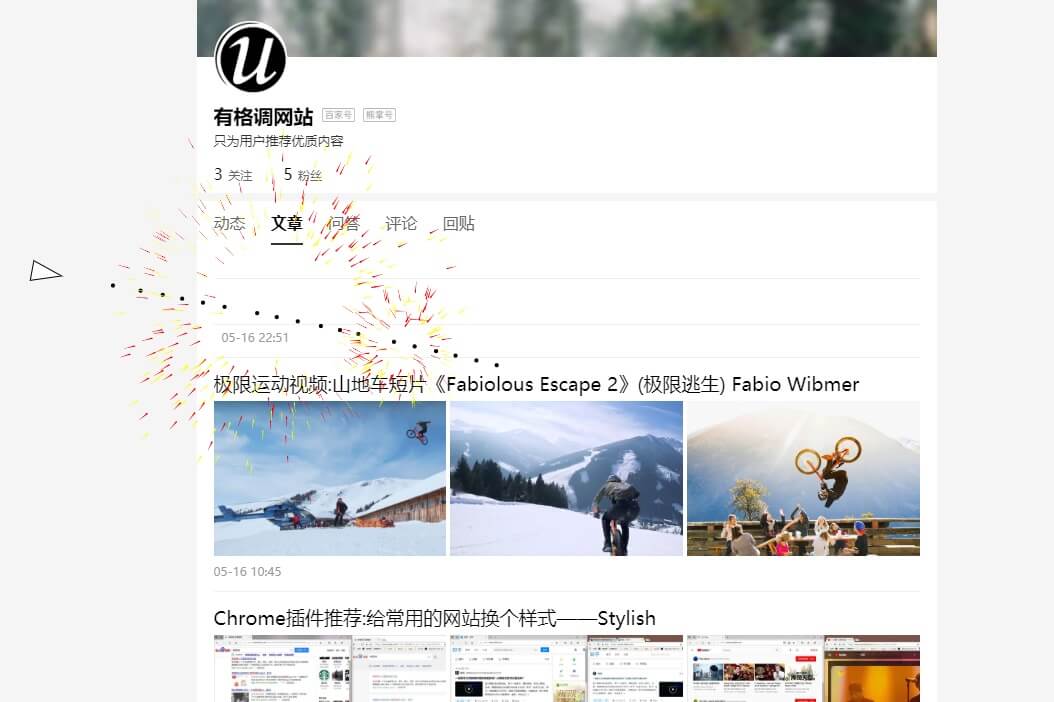 u
有格调网站 百家号 熊掌号
只为用户推荐优质内容
3 关注 5 粉丝
动态 文章 问答 评论 回贴
05-16 22:51
极限运动视频:山地车短片《Fabiolous Escape 2》(极限逃生) Fabio Wibmer
05-16 10:45
Chrome插件推荐:给常用的网站换个样式——Stylish